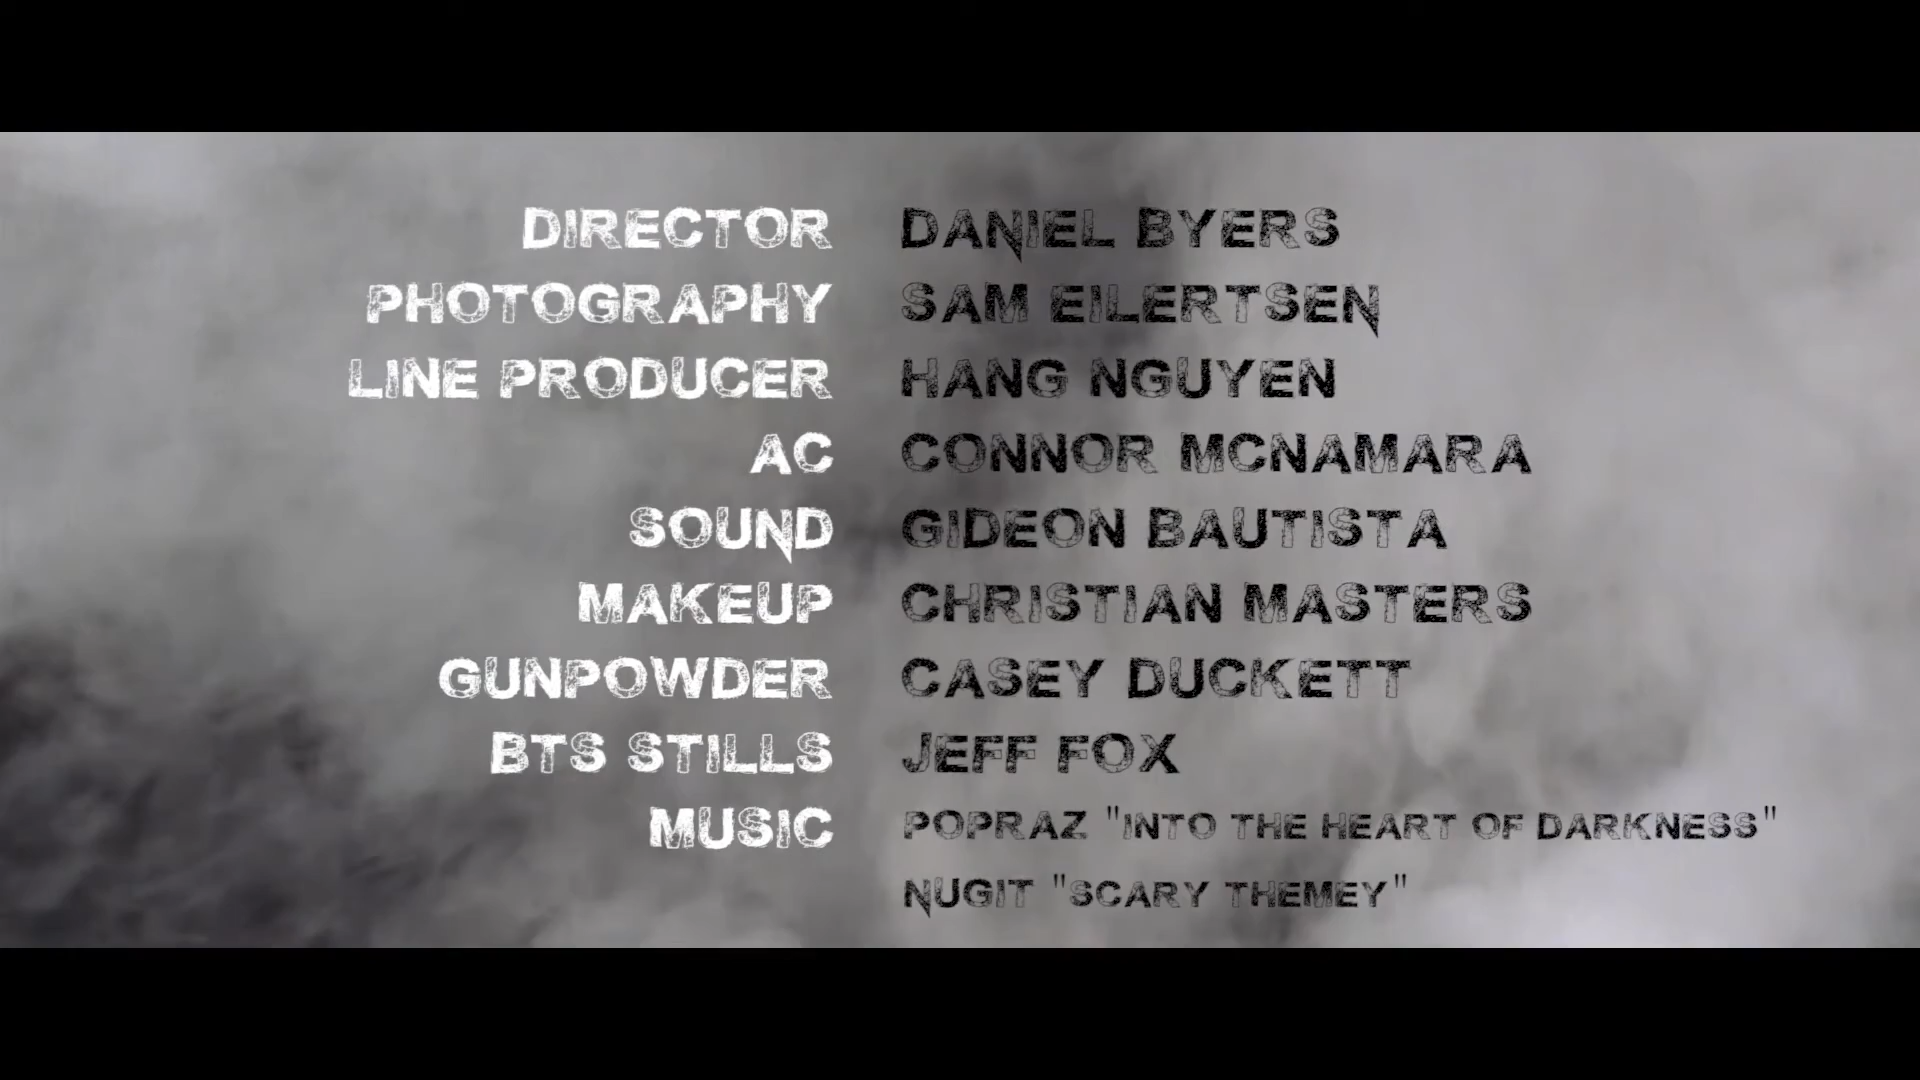 DIRECTOR DANIEL BYERS
PHOTOGRAPHY SAM EILERTSEN
LINE PRODUCER HANG NGUYEN
AC CONNOR MCNAMARA
SOUND GIDEON BAUTISTA
MAKEUP CHRISTIAN MASTERS
GUNPOWDER CASEY DUCKETT
BTS STILLS JEFF FOX
MUSIC POPRAZ "INTO THE HEART OF DARKNESS"
NUGIT "SCARY THEMEY"